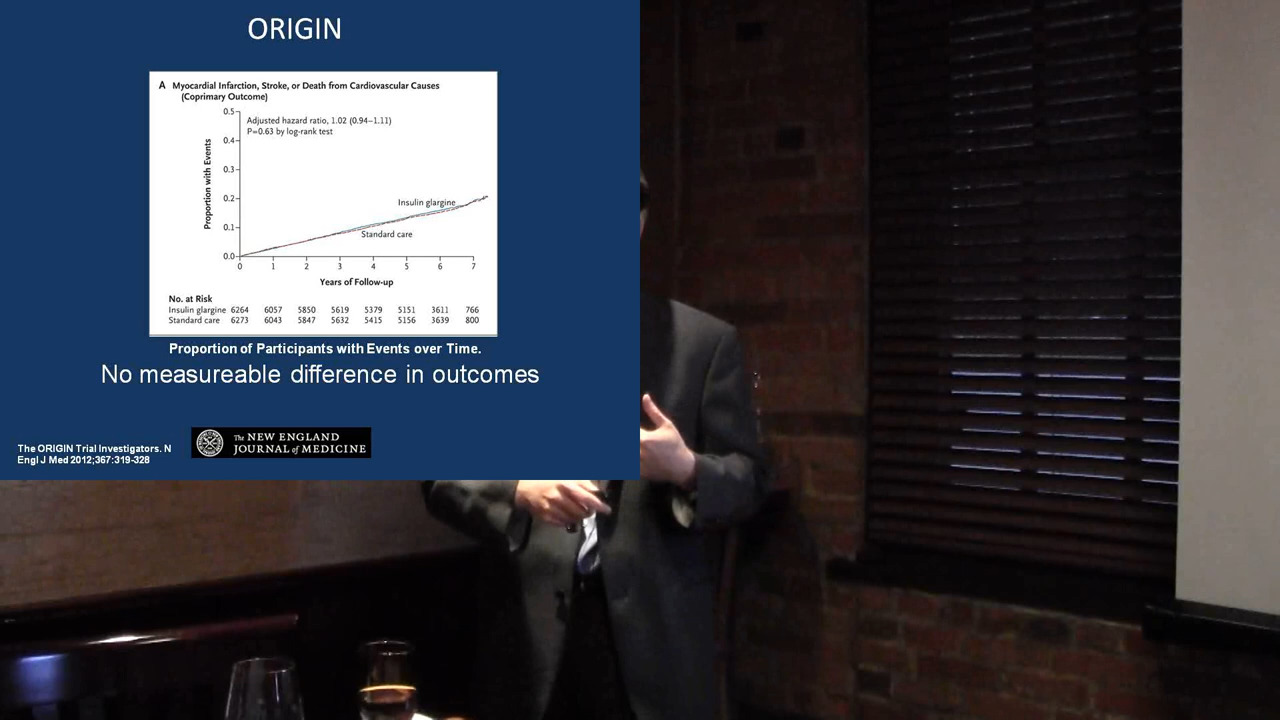 ORIGIN
A Myocardial Infarction, Stroke, or Death from Cardiovascular Causes
(Coprimary Outcome)
Adjusted hazard ratio, 1.02 (0.94–1.11)
P=0.63 by log-rank test
Proportion with Events
0.5
0.4
0.3
0.2
0.1
0.0
Insulin glargine
Standard care
0 1 2 3 4 5 6 7
Years of Follow-up
No. at Risk
Insulin glargine 6264 6057 5850 5619 5379 5151 3611 766
Standard care 6273 6043 5847 5632 5415 5156 3639 800
Proportion of Participants with Events over Time.
No measureable difference in outcomes
The ORIGIN Trial Investigators. N
Engl J Med 2012;367:319-328
The NEW ENGLAND
JOURNAL of MEDICINE